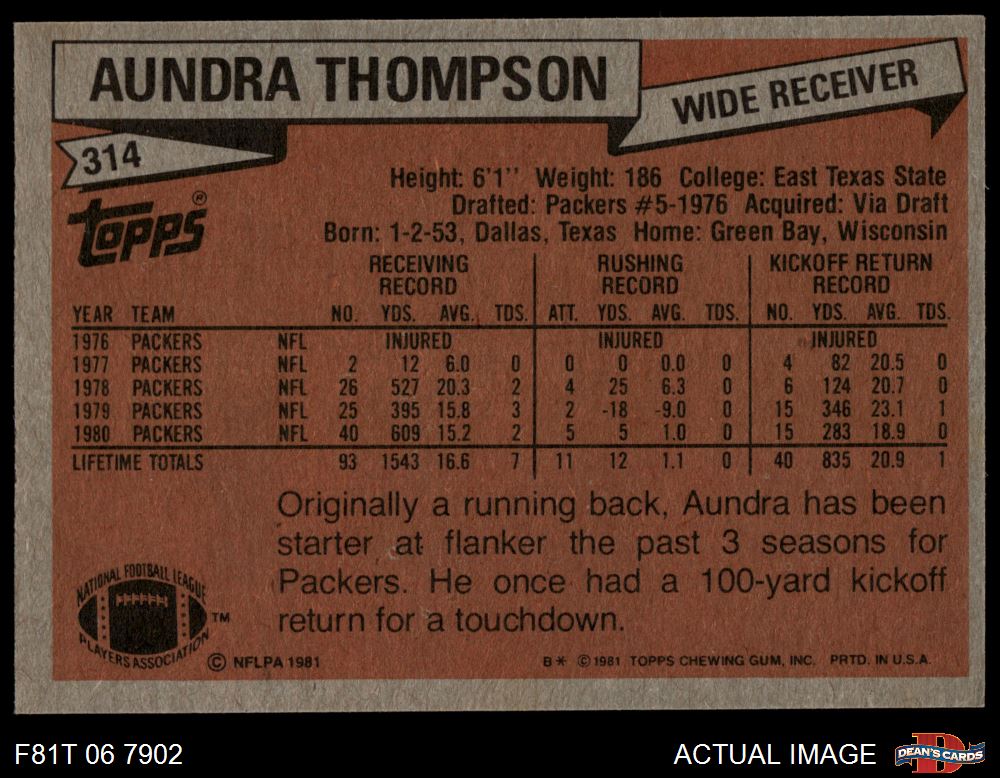 AUNDRA THOMPSON
WIDE RECEIVER
314
TOPPS ®
Height: 6'1" Weight: 186 College: East Texas State
Drafted: Packers #5-1976 Acquired: Via Draft
Born: 1-2-53, Dallas, Texas Home: Green Bay, Wisconsin
RECEIVING RECORD RUSHING RECORD KICKOFF RETURN RECORD
YEAR TEAM NO. YDS. AVG. TDS. ATT. YDS. AVG. TDS. NO. YDS. AVG. TDS.
1976 PACKERS NFL INJURED INJURED INJURED
1977 PACKERS NFL 2 12 6.0 0 0 0 0.0 0 4 82 20.5 0
1978 PACKERS NFL 26 527 20.3 2 4 25 6.3 0 6 124 20.7 0
1979 PACKERS NFL 25 395 15.8 3 2 -18 -9.0 0 15 346 23.1 1
1980 PACKERS NFL 40 609 15.2 2 5 5 1.0 0 15 283 18.9 0
LIFETIME TOTALS 93 1543 16.6 7 11 12 1.1 0 40 835 20.9 1
Originally a running back, Aundra has been
starter at flanker the past 3 seasons for
Packers. He once had a 100-yard kickoff
return for a touchdown.
NATIONAL FOOTBALL LEAGUE
PLAYERS ASSOCIATION
TM
© NFLPA 1981
B* © 1981 TOPPS CHEWING GUM, INC. PRTD. IN U.S.A.
F81T 06 7902
ACTUAL IMAGE
D
DEAN'S CARDS